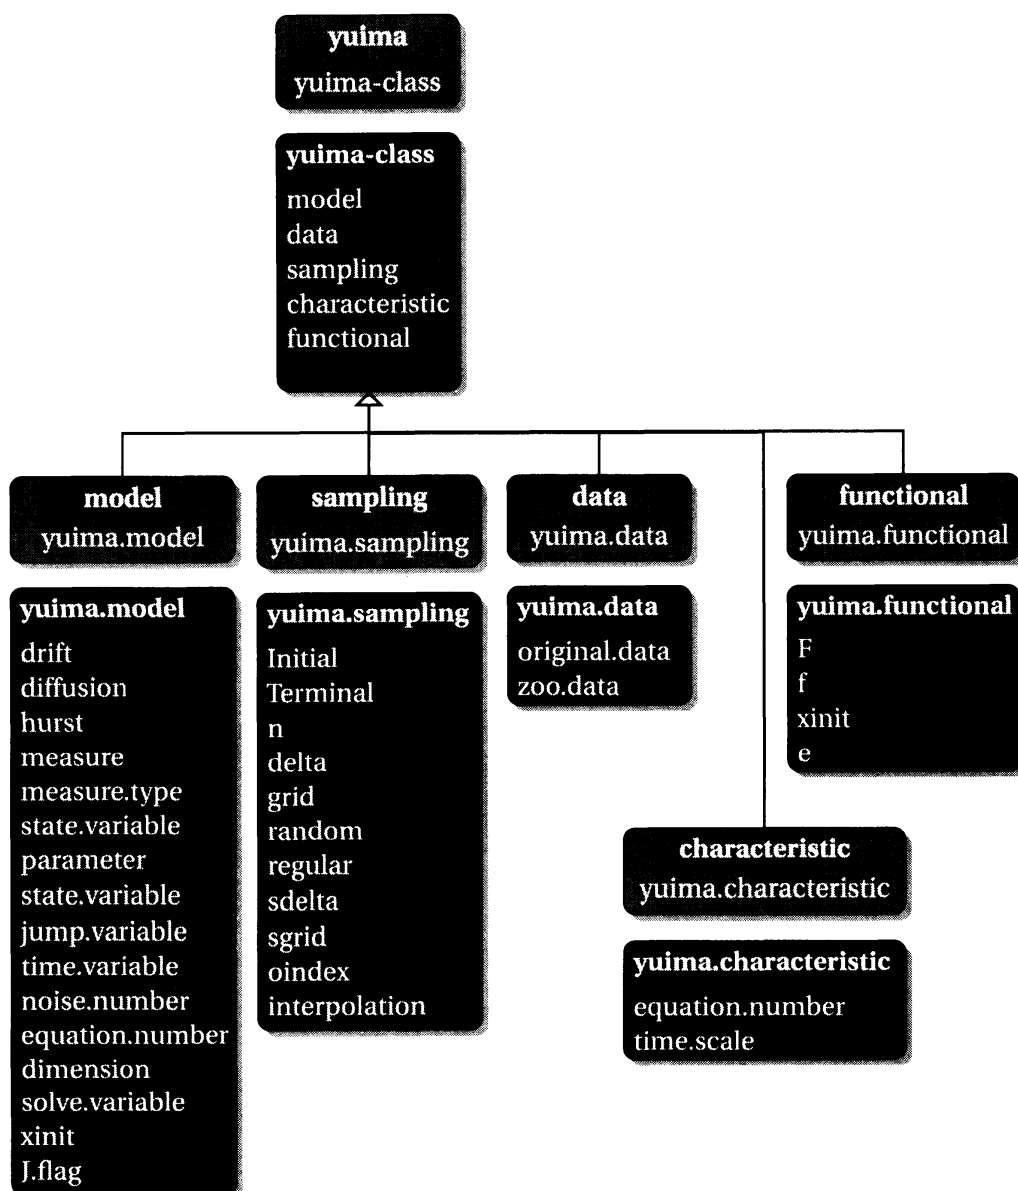 yuima
yuima-class
yuima-class
model
data
sampling
characteristic
functional
model
yuima.model
yuima.model
drift
diffusion
hurst
measure
measure.type
state.variable
parameter
state.variable
jump.variable
time.variable
noise.number
equation.number
dimension
solve.variable
xinit
J.flag
sampling
yuima.sampling
yuima.sampling
Initial
Terminal
n
delta
grid
random
regular
sdelta
sgrid
oindex
interpolation
data
yuima.data
yuima.data
original.data
zoo.data
functional
yuima.functional
yuima.functional
F
f
xinit
e
characteristic
yuima.characteristic
yuima.characteristic
equation.number
time.scale